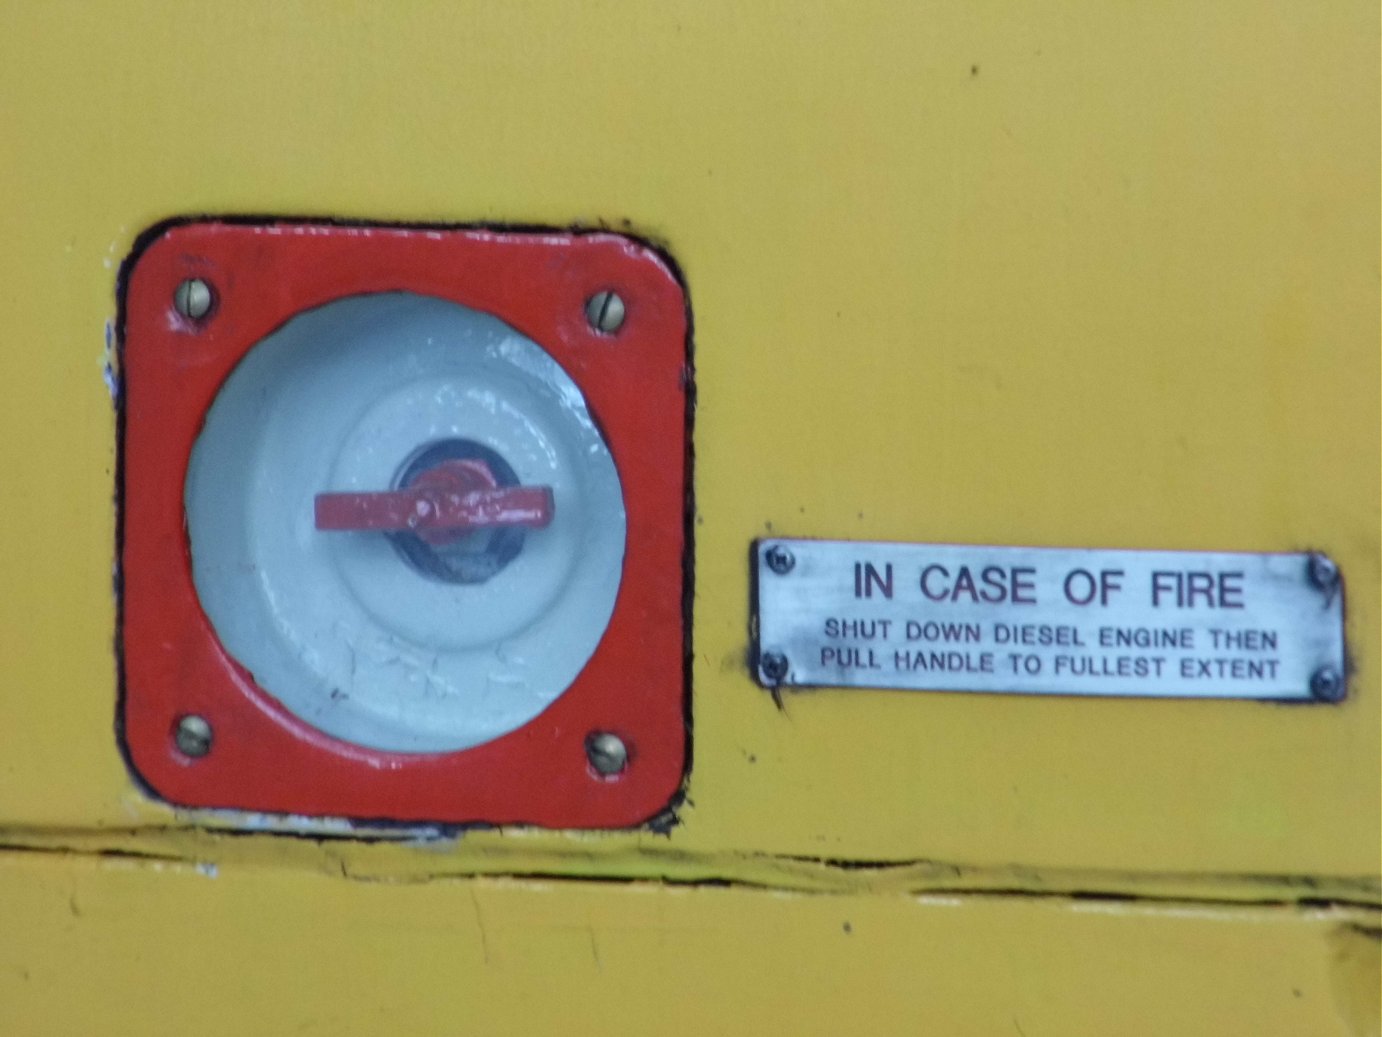 IN CASE OF FIRE
SHUT DOWN DIESEL ENGINE THEN
PULL HANDLE TO FULLEST EXTENT